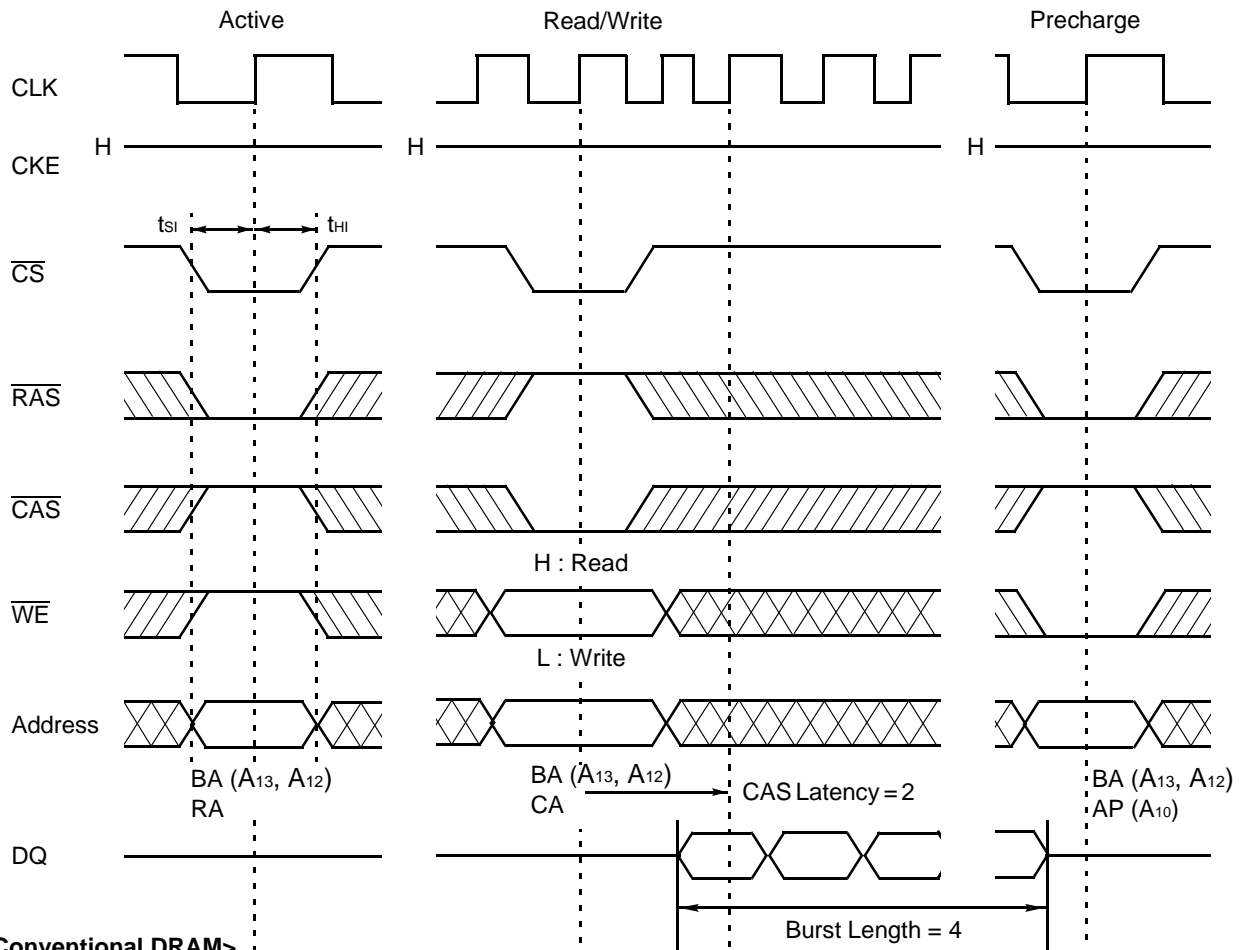 Active Read/Write Precharge
CLK
H H H
CKE
tSI tHI
CS
RAS
CAS
H : Read
WE
L : Write
Address
BA (A13, A12) BA (A13, A12) BA (A13, A12)
RA CA CAS Latency = 2 AP (A10)
DQ
Burst Length = 4
Conventional DRAM>